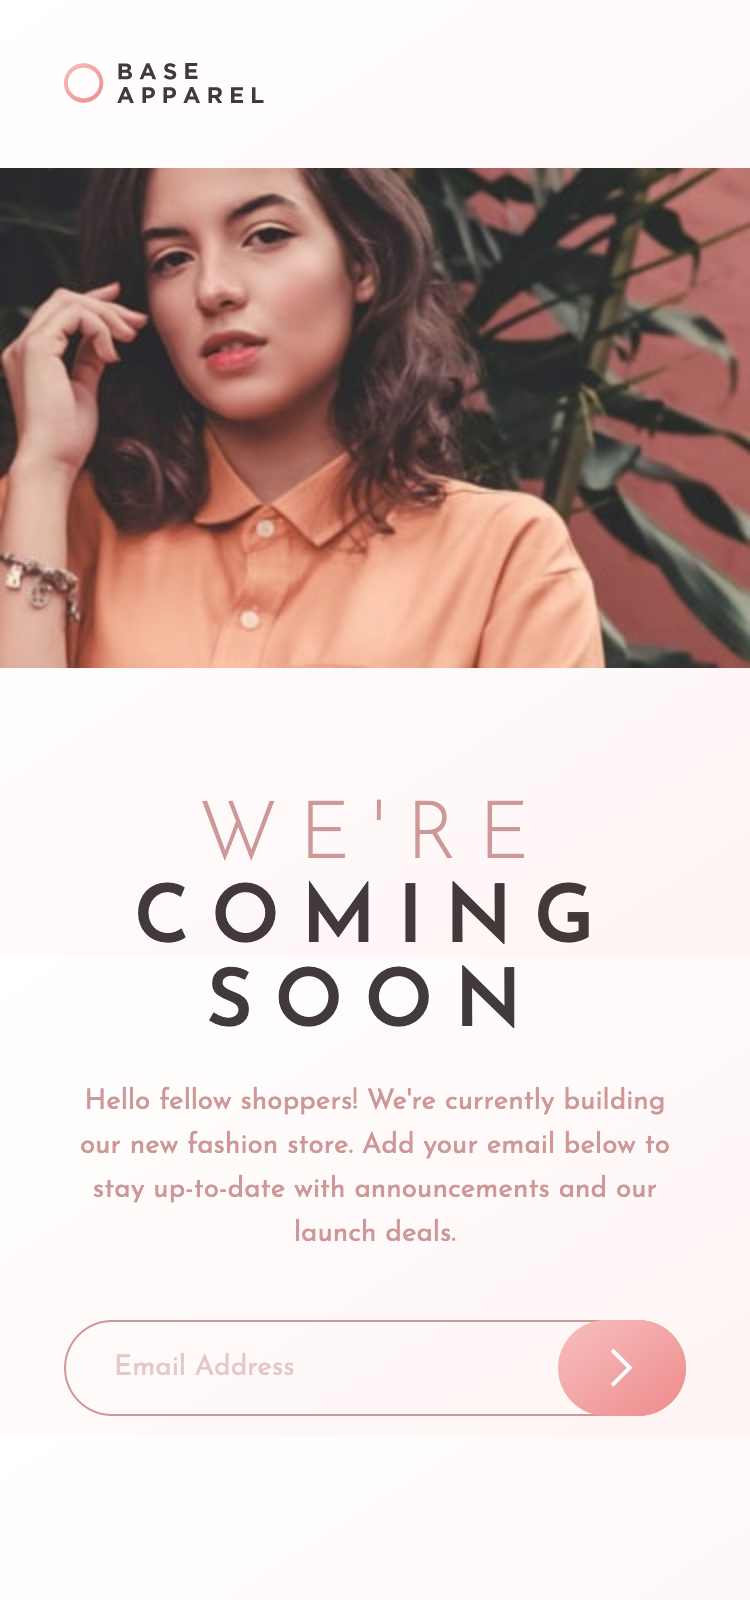 BASE
APPAREL
WE'RE
COMING
SOON
Hello fellow shoppers! We're currently building
our new fashion store. Add your email below to
stay up-to-date with announcements and our
launch deals.
Email Address